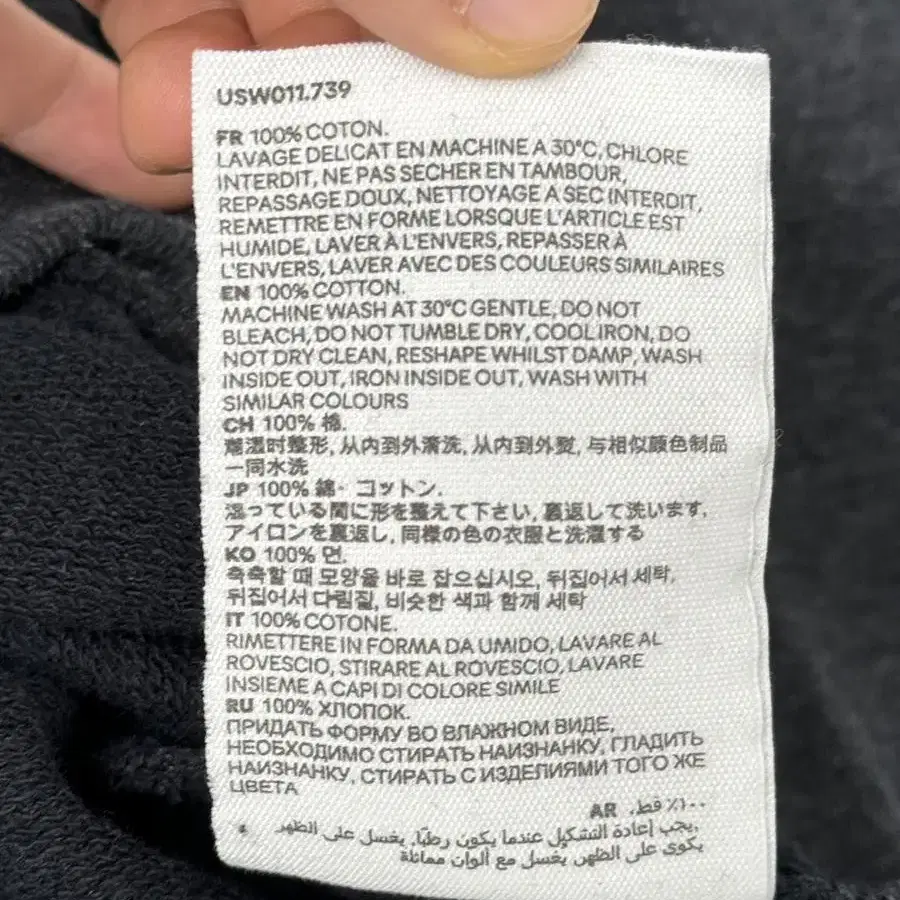 USW011.739
FR 100% COTON.
LAVAGE DELICAT EN MACHINE A 30°C, CHLORE
INTERDIT, NE PAS SECHER EN TAMBOUR,
REPASSAGE DOUX, NETTOYAGE A SEC INTERDIT,
REMETTRE EN FORME LORSQUE L'ARTICLE EST
HUMIDE, LAVER À L'ENVERS, REPASSER À
L'ENVERS, LAVER AVEC DES COULEURS SIMILAIRES
EN 100% COTTON.
MACHINE WASH AT 30°C GENTLE, DO NOT
BLEACH, DO NOT TUMBLE DRY, COOL IRON, DO
NOT DRY CLEAN, RESHAPE WHILST DAMP, WASH
INSIDE OUT, IRON INSIDE OUT, WASH WITH
SIMILAR COLOURS
CH 100% 棉.
潮湿时整形, 从内到外清洗, 从内到外熨, 与相似颜色制品
一同水洗
JP 100% 綿・コットン.
湿っている間に形を整えて下さい, 裏返して洗います,
アイロンを裏返し, 同様の色の衣服と洗濯する
KO 100% 면.
축축할 때 모양을 바로 잡으십시오, 뒤집어서 세탁,
뒤집어서 다림질, 비슷한 색과 함께 세탁
IT 100% COTONE.
RIMETTERE IN FORMA DA UMIDO, LAVARE AL
ROVESCIO, STIRARE AL ROVESCIO, LAVARE
INSIEME A CAPI DI COLORE SIMILE
RU 100% ХЛОПОК.
ПРИДАТЬ ФОРМУ ВО ВЛАЖНОМ ВИДЕ,
НЕОБХОДИМО СТИРАТЬ НАИЗНАНКУ, ГЛАДИТЬ
НАИЗНАНКУ, СТИРАТЬ С ИЗДЕЛИЯМИ ТОГО ЖЕ
ЦВЕТА
AR ١٠٠٪ قطن.
يجب إعادة التشكيل عندما يكون رطبًا, يغسل على الظهر,
يكوى على الظهر, يغسل مع ألوان مماثلة